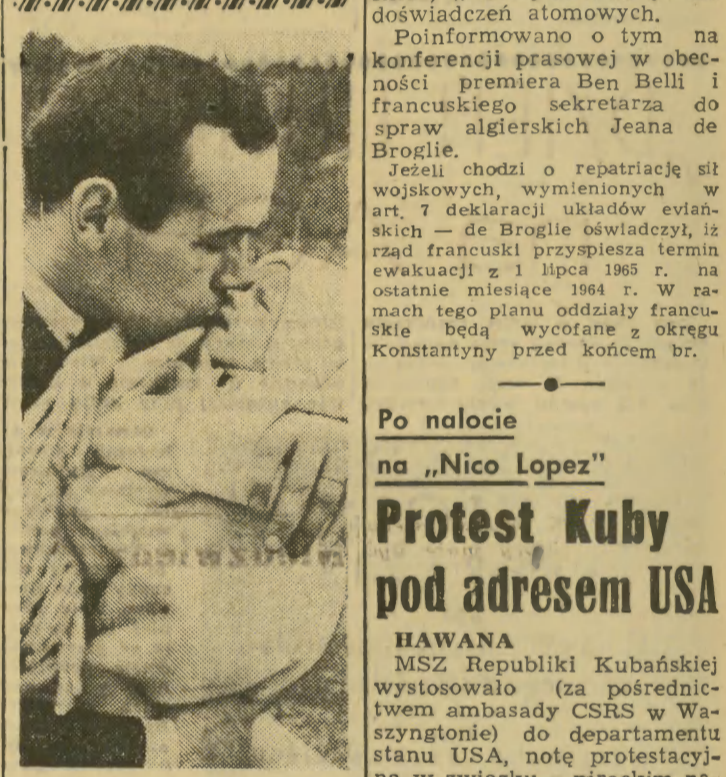 doświadczeń atomowych.
Poinformowano o tym na
konferencji prasowej w obec-
ności premiera Ben Belli i
francuskiego sekretarza do
spraw algierskich Jeana de
Broglie.
Jeżeli chodzi o repatriację sił
wojskowych, wymienionych w
art. 7 deklaracji układów eviań-
skich — de Broglie oświadczył, iż
rząd francuski przyspiesza termin
ewakuacji z 1 lipca 1965 r. na
ostatnie miesiące 1964 r. W ra-
mach tego planu oddziały francu-
skie będą wycofane z okręgu
Konstantyny przed końcem br.
Po nalocie
na „Nico Lopez"
Protest Kuby
pod adresem USA
HAWANA
MSZ Republiki Kubańskiej
wystosowało (za pośrednic-
twem ambasady CSRS w Wa-
szyngtonie) do departamentu
stanu USA, notę protestacyj-